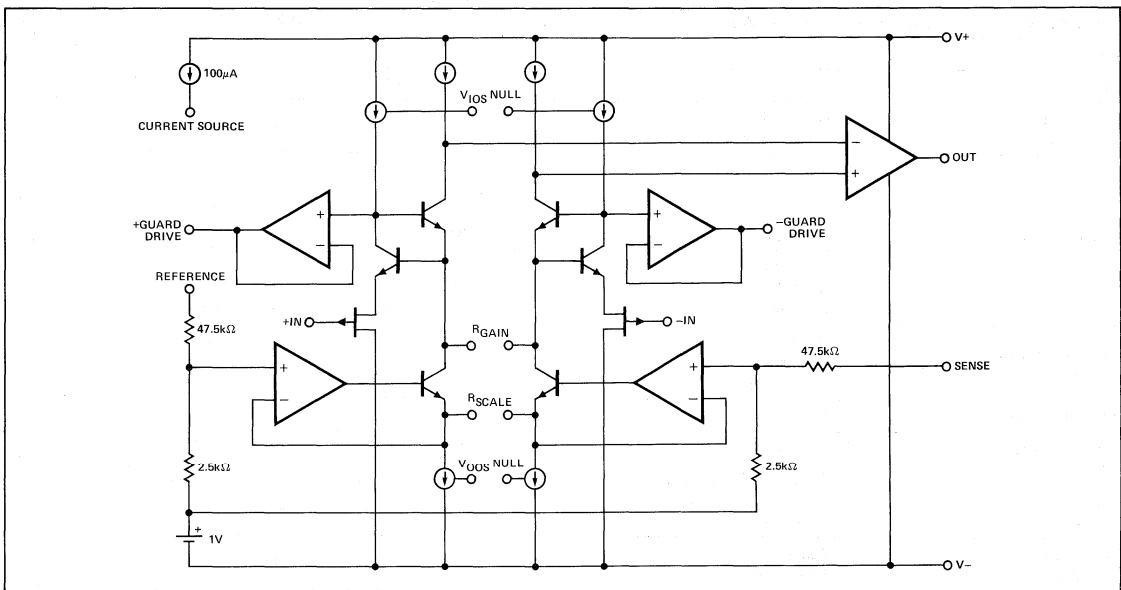 V+
100μA
CURRENT SOURCE
VIOS NULL
−
+
OUT
+GUARD
DRIVE
+
−
+
−
−GUARD
DRIVE
REFERENCE
47.5kΩ
+IN
−IN
RGAIN
47.5kΩ
SENSE
+
−
+
−
RSCALE
2.5kΩ
VOOS NULL
2.5kΩ
+
1V
V−